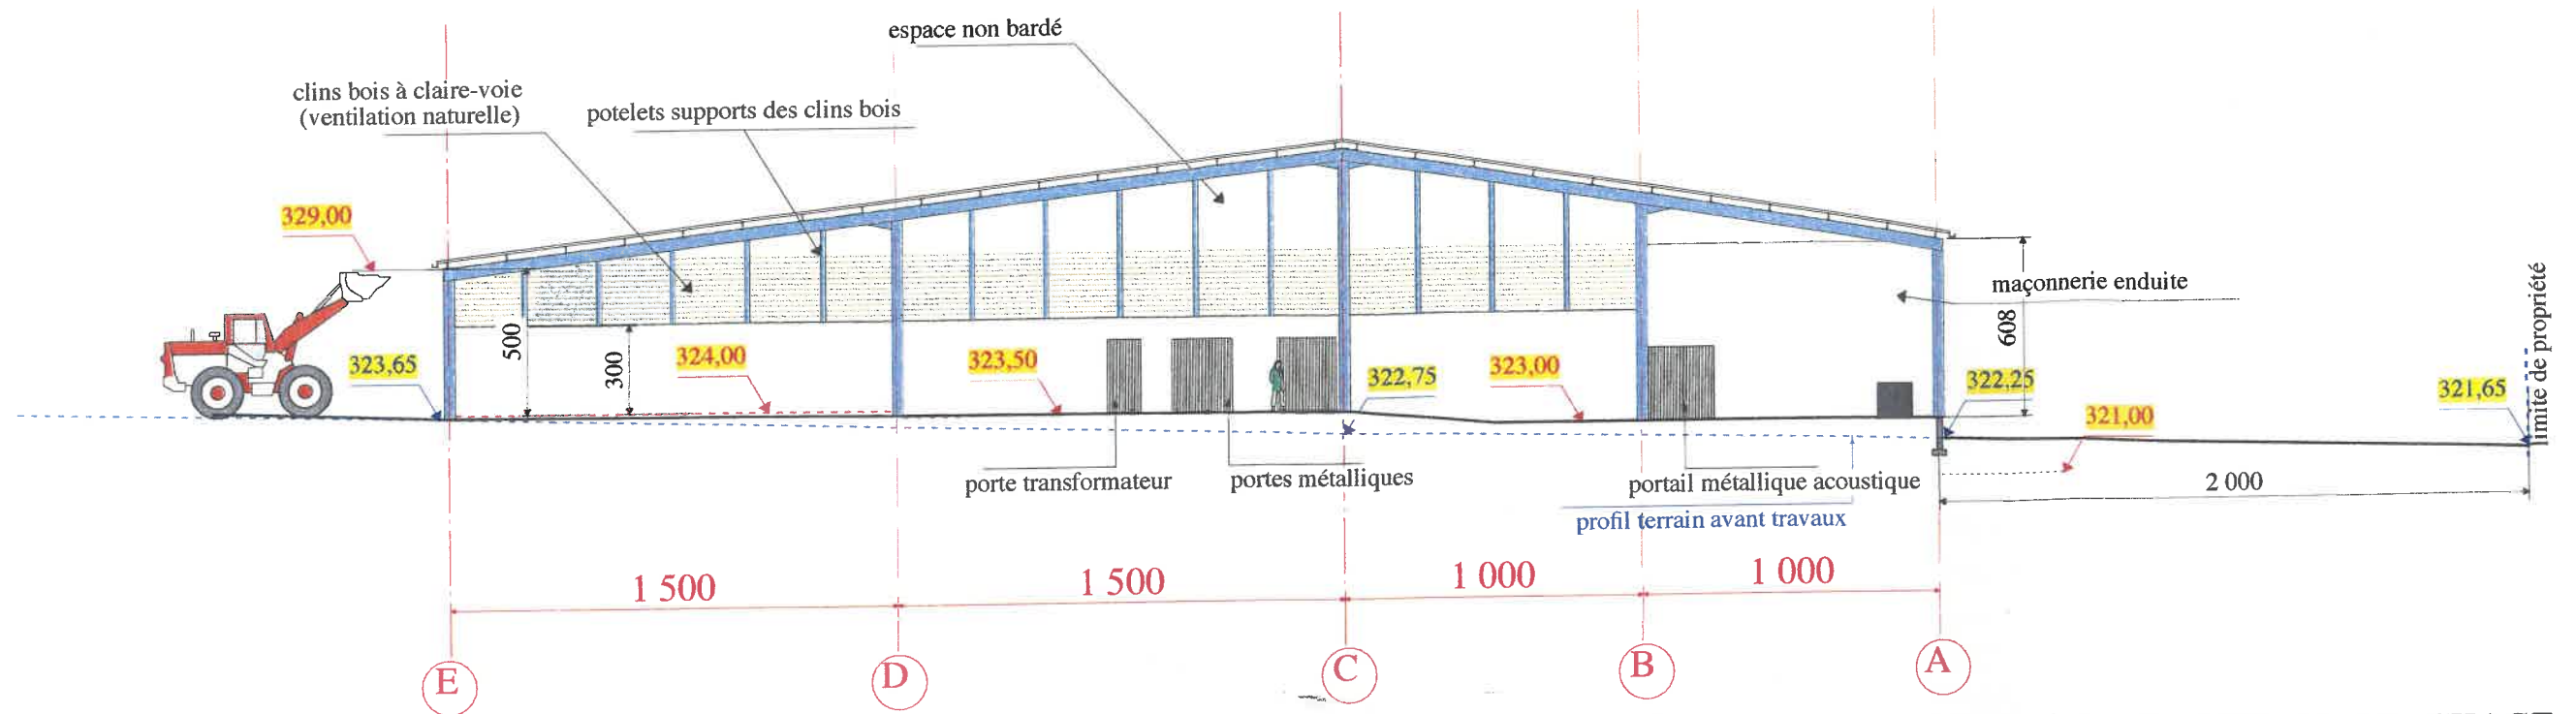 espace non bardé
clins bois à claire-voie
(ventilation naturelle)
potelets supports des clins bois
329,00
maçonnerie enduite
limite de propriété
608
500
300
323,65
324,00
323,50
322,75
323,00
322,25
321,65
321,00
porte transformateur
portes métalliques
portail métallique acoustique
2 000
profil terrain avant travaux
1 500
1 500
1 000
1 000
E
D
C
B
A